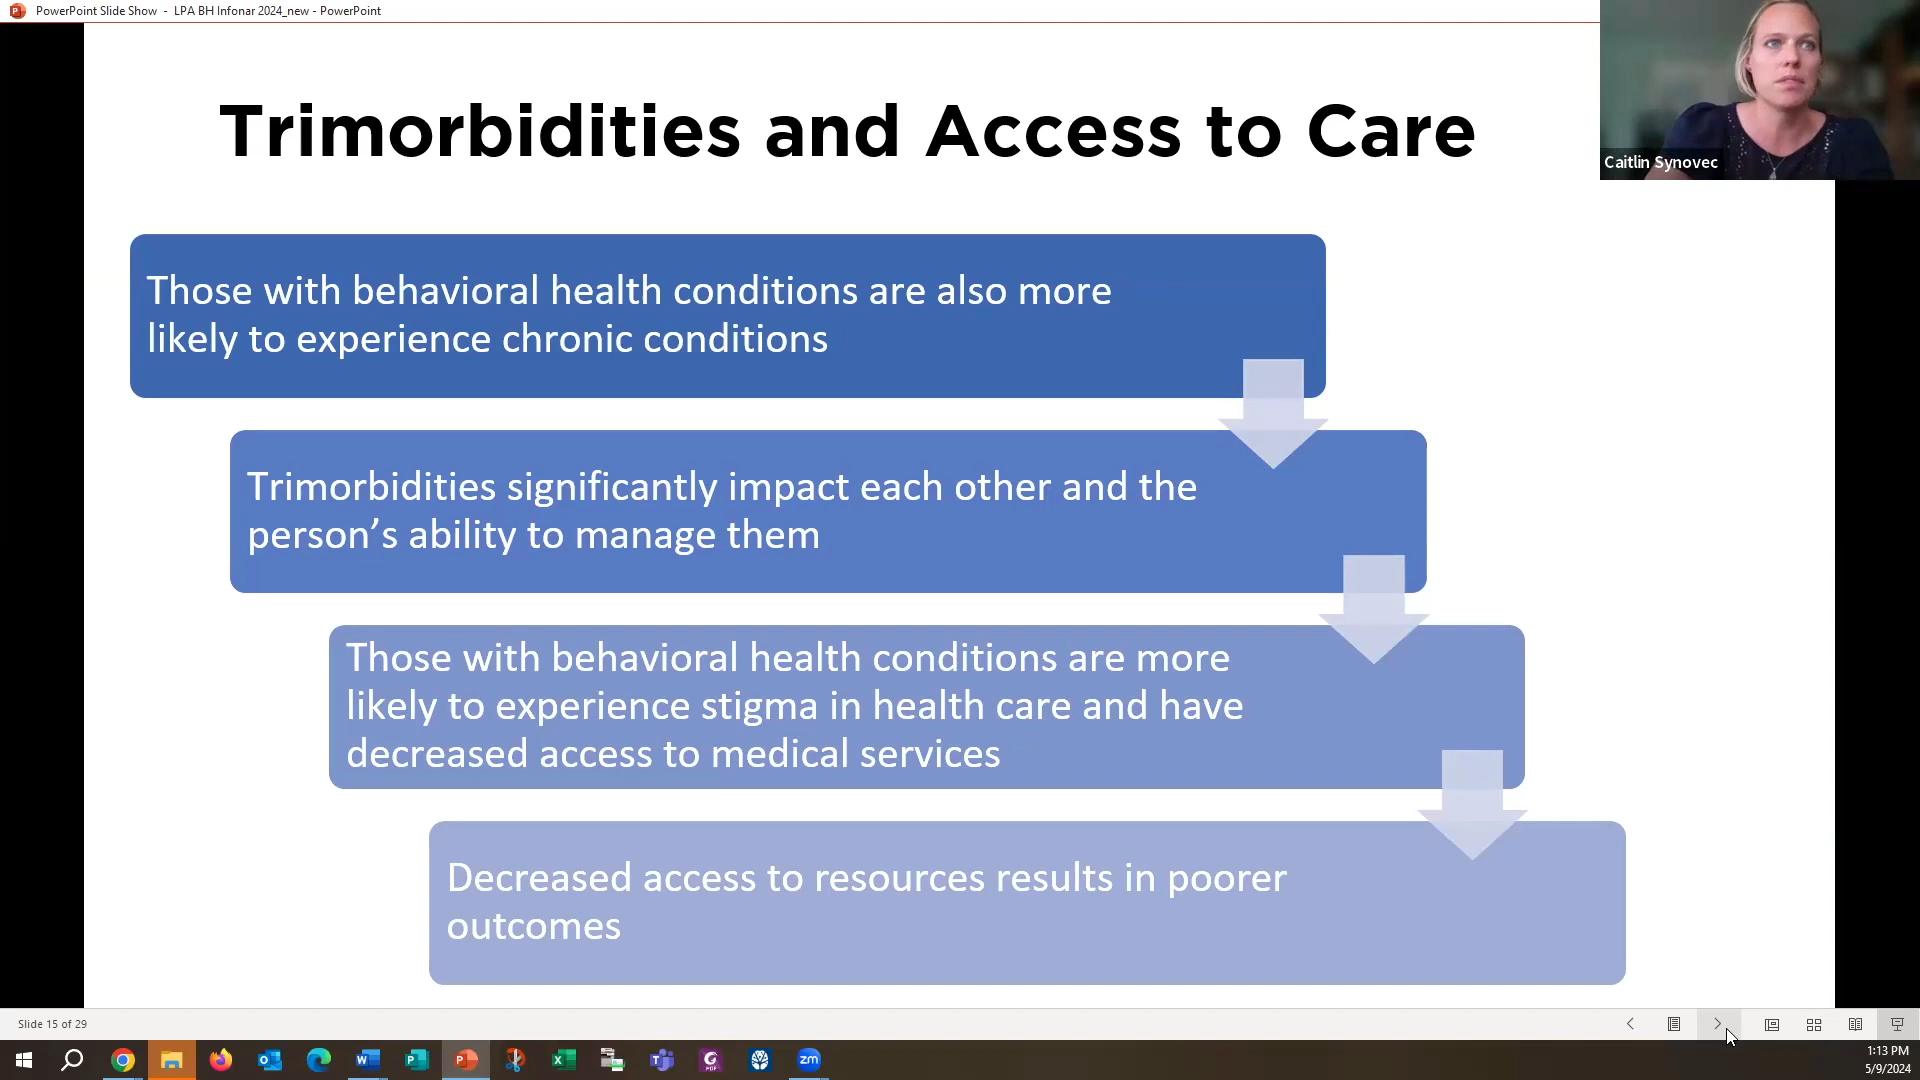 PowerPoint Slide Show - LPA BH Infonar 2024_new - PowerPoint
Trimorbidities and Access to Care
Caitlin Synovec
Those with behavioral health conditions are also more
likely to experience chronic conditions
Trimorbidities significantly impact each other and the
person’s ability to manage them
Those with behavioral health conditions are more
likely to experience stigma in health care and have
decreased access to medical services
Decreased access to resources results in poorer
outcomes
Slide 15 of 29
zm
1:13 PM
5/9/2024